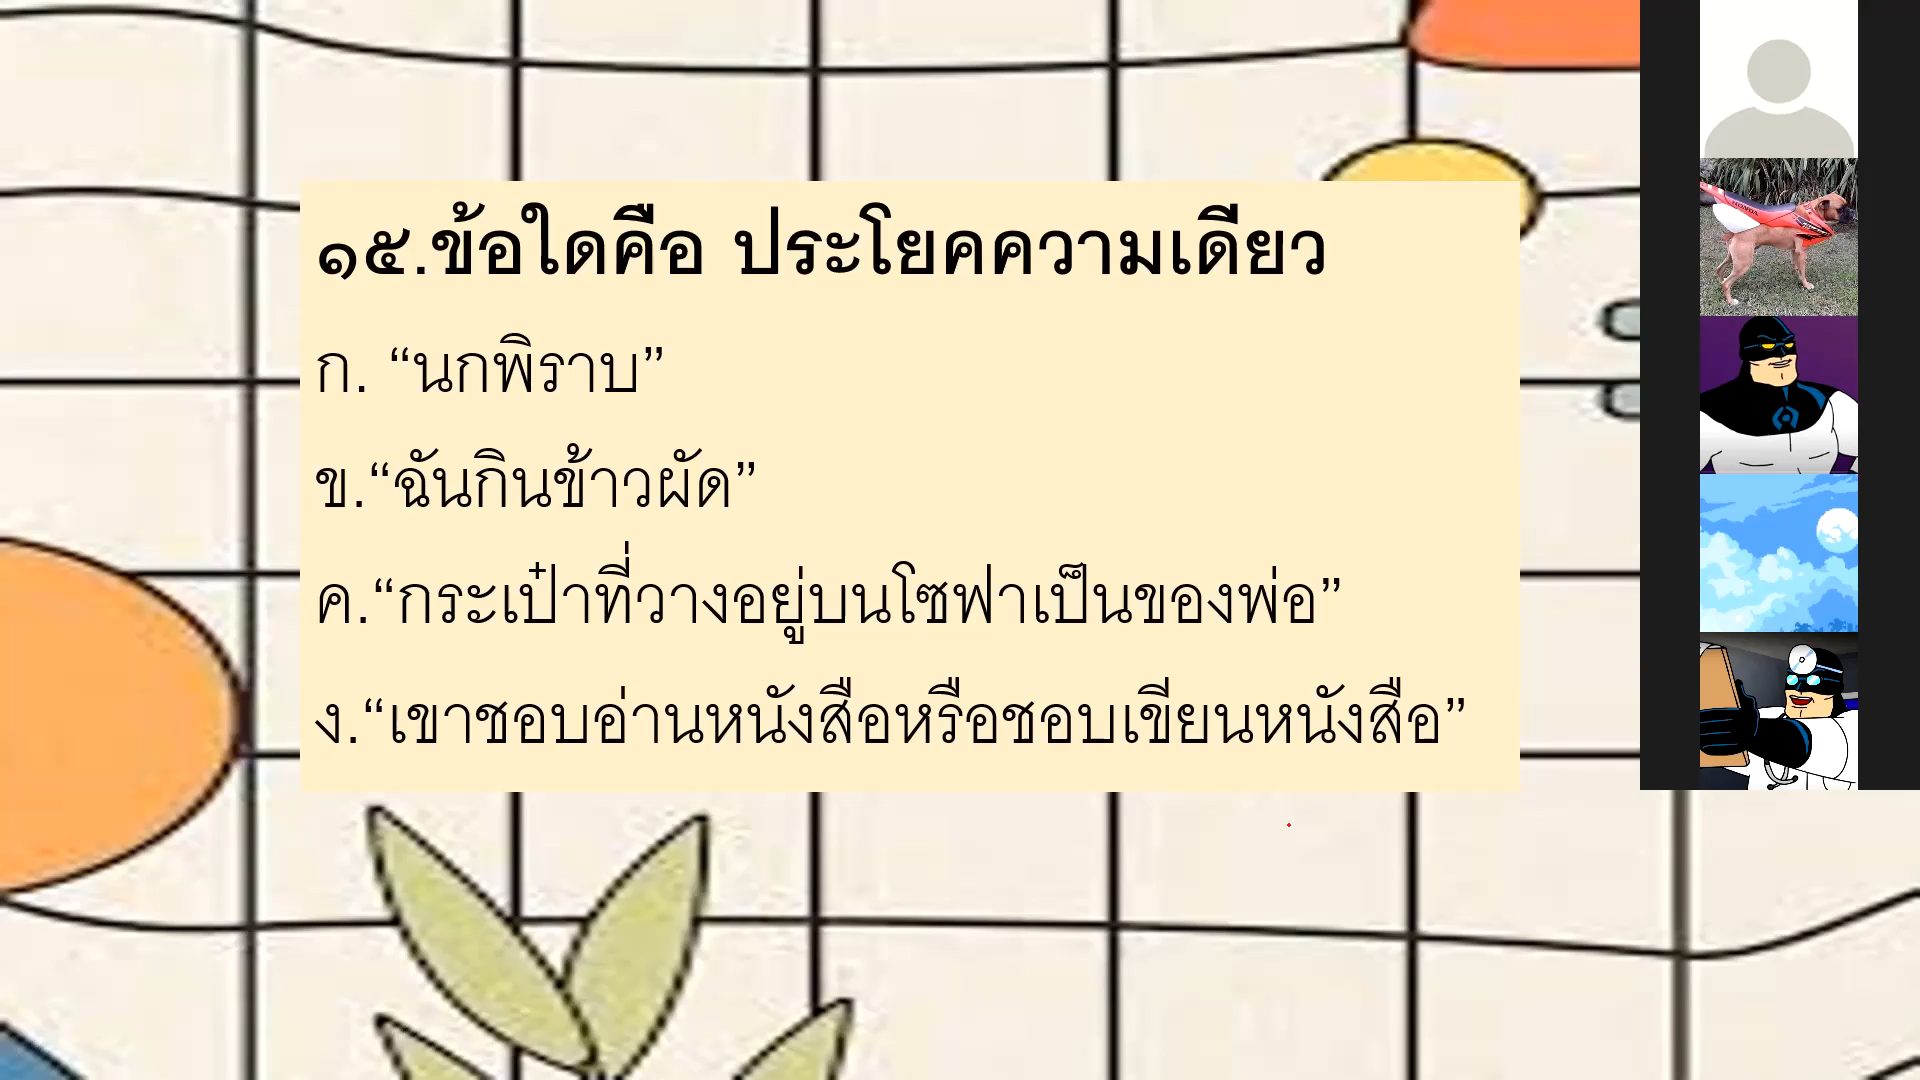 ๑๕.ข้อใดคือ ประโยคความเดียว
ก. “นกพิราบ”
ข.“ฉันกินข้าวผัด”
ค.“กระเป๋าที่วางอยู่บนโซฟาเป็นของพ่อ”
ง.“เขาชอบอ่านหนังสือหรือชอบเขียนหนังสือ”
HONDA